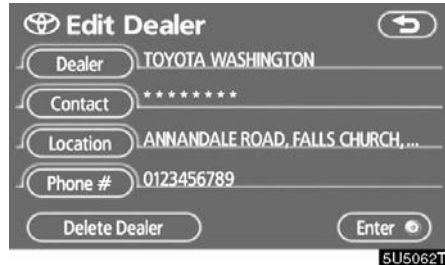 Edit Dealer
Dealer TOYOTA WASHINGTON
Contact ********
Location ANNANDALE ROAD, FALLS CHURCH,...
Phone # 0123456789
Delete Dealer Enter
5U5062T